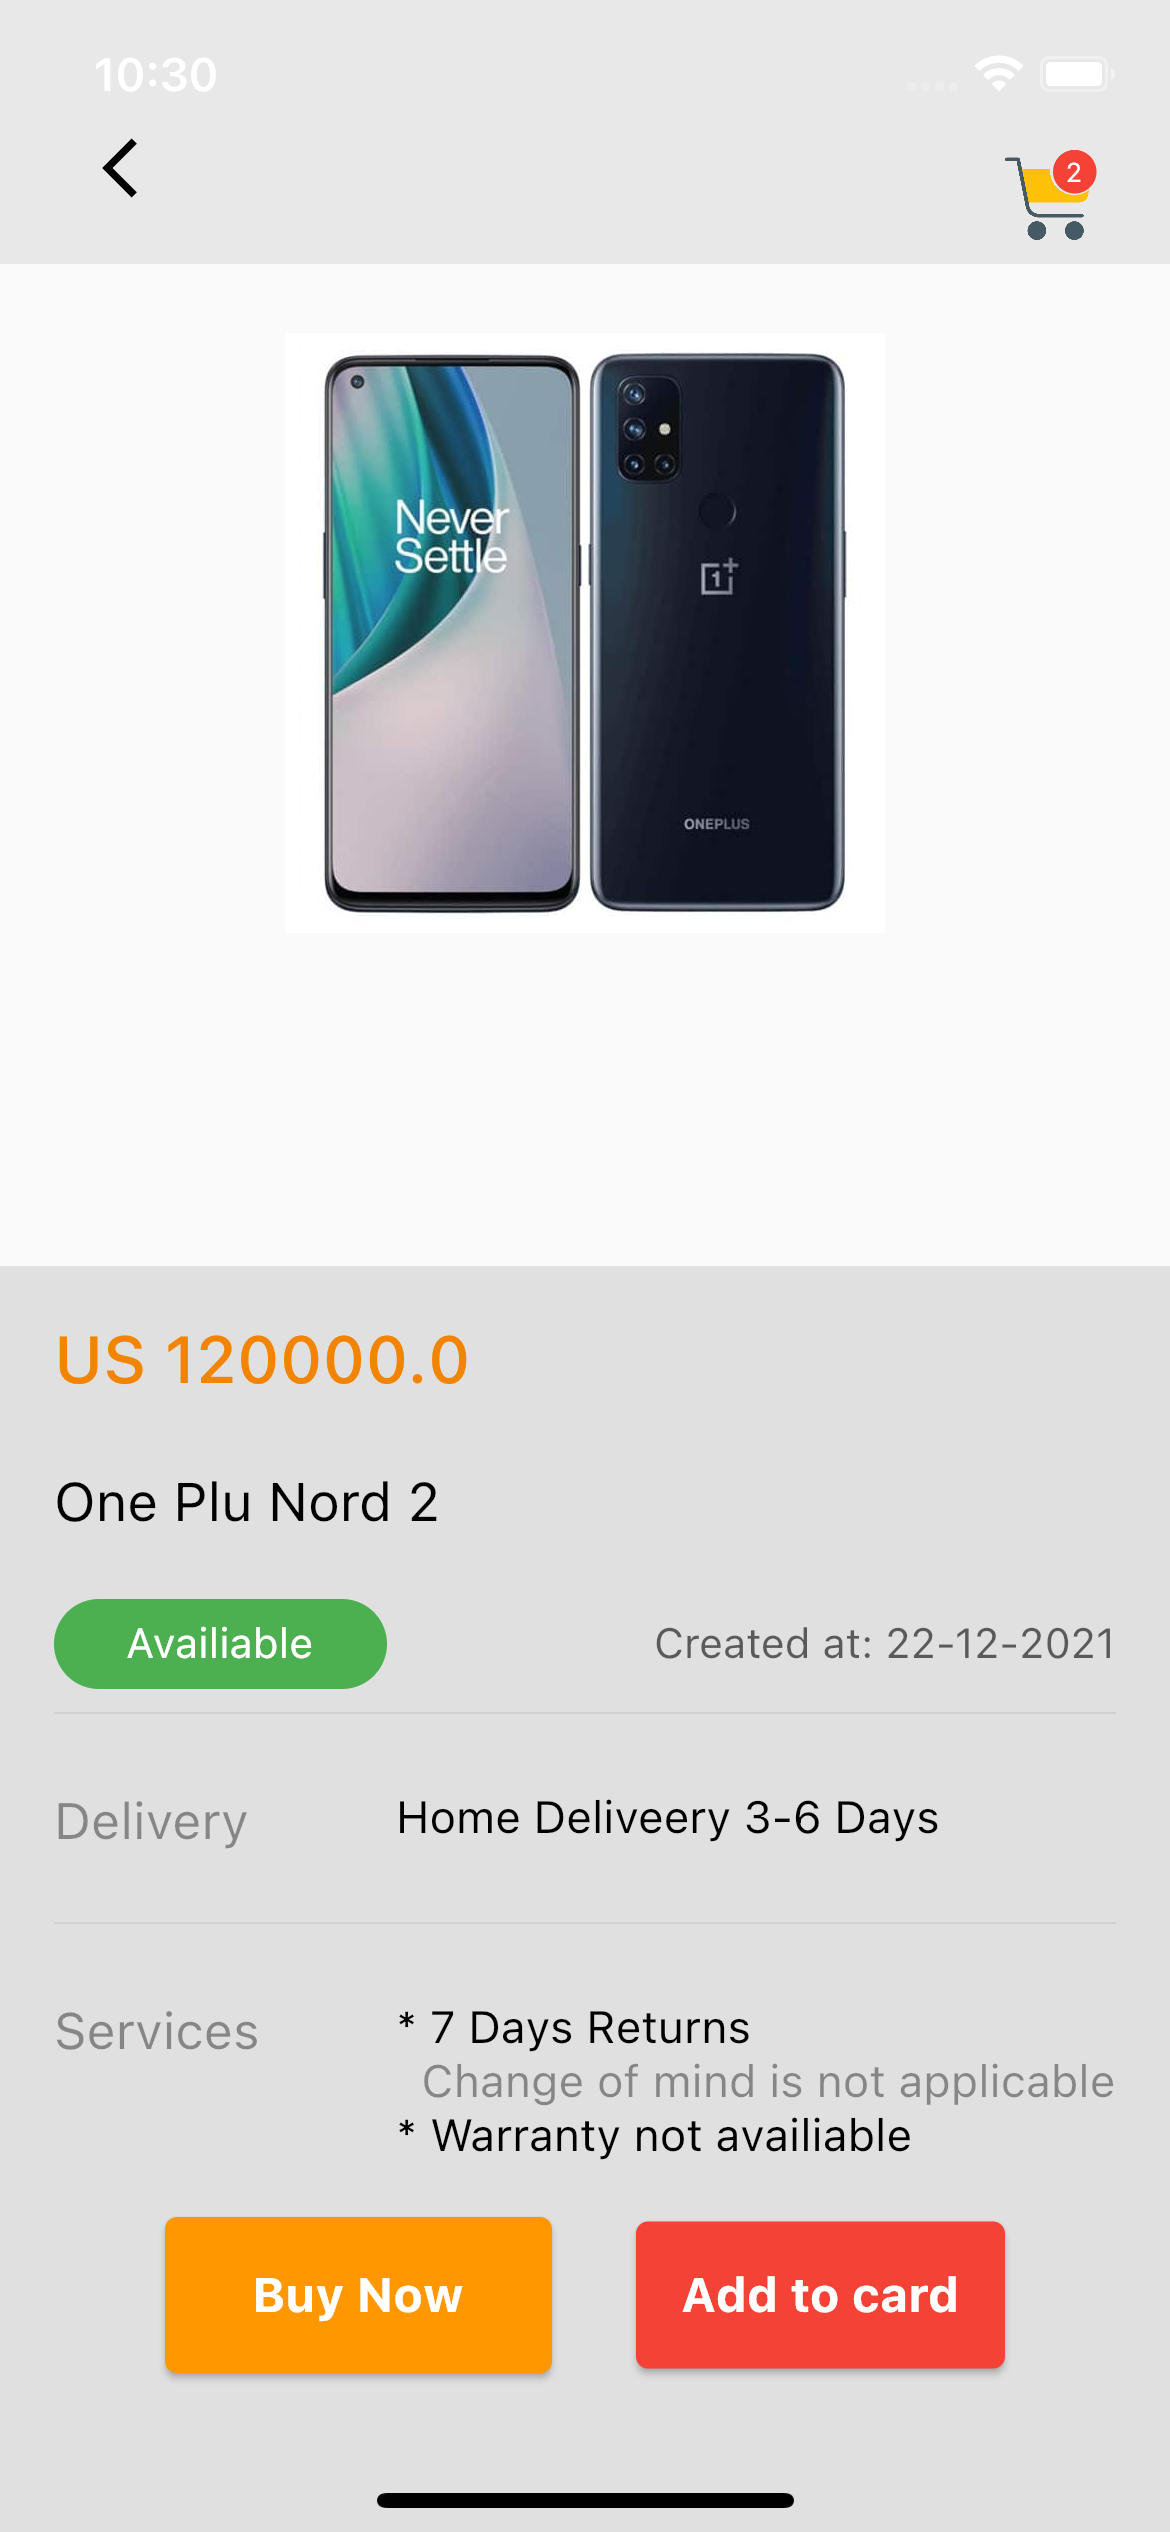 10:30
2
Never
Settle
1+
ONEPLUS
US 120000.0
One Plu Nord 2
Availiable
Created at: 22-12-2021
Delivery
Home Deliveery 3-6 Days
Services
* 7 Days Returns
Change of mind is not applicable
* Warranty not availiable
Buy Now
Add to card